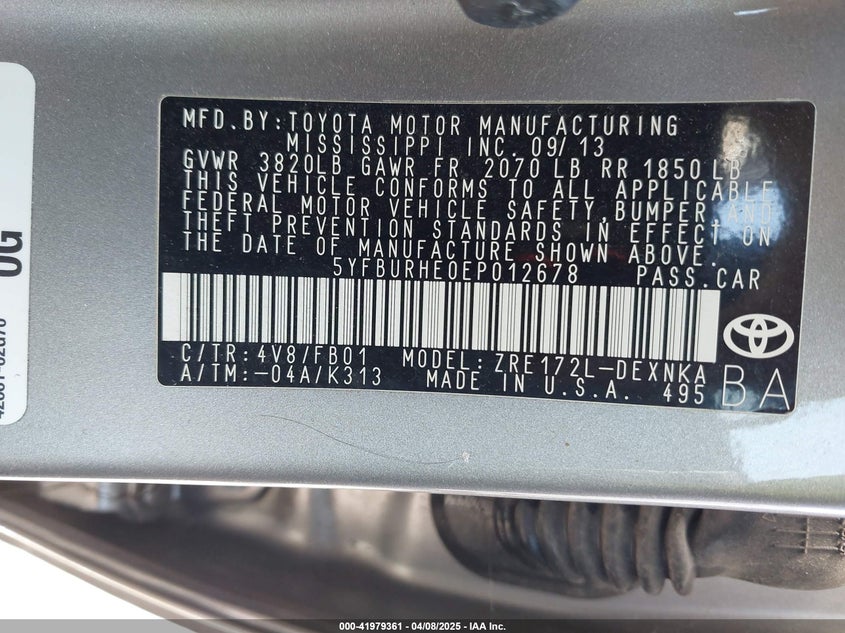 MFD.BY:TOYOTA MOTOR MANUFACTURING
MISSISSIPPI INC. 09/13
GVWR 3820LB GAWR FR 2070 LB RR 1850 LB
THIS VEHICLE CONFORMS TO ALL APPLICABLE
FEDERAL MOTOR VEHICLE SAFETY,BUMPER,AND
THEFT PREVENTION STANDARDS IN EFFECT ON
THE DATE OF MANUFACTURE SHOWN ABOVE.
5YFBURHE0EP012678 PASS.CAR
C/TR:4V8/FB01 MODEL:ZRE172L-DEXNKA
A/TM:-04A/K313 MADE IN U.S.A. 495
BA
0G
000-41979361 | 04/08/2025 | IAA Inc.